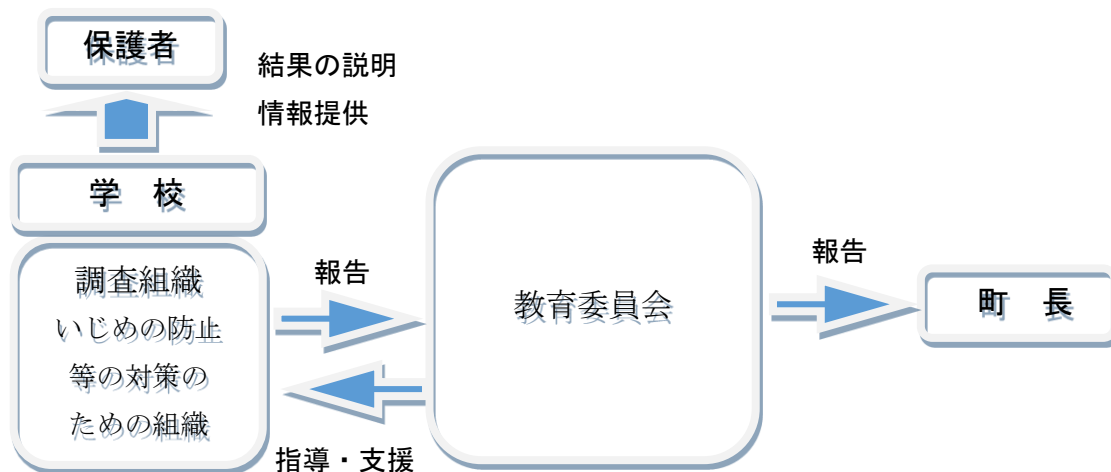 保護者
結果の説明
情報提供
学　校
調査組織
いじめの防止
等の対策の
ための組織
報告
指導・支援
教育委員会
報告
町　長